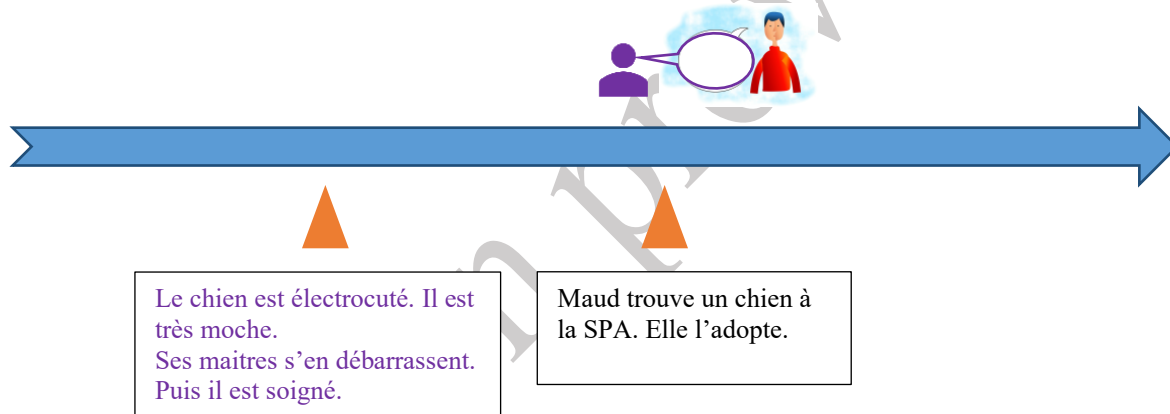 Le chien est électrocuté. Il est
très moche.
Ses maitres s'en débarrassent.
Puis il est soigné.
Maud trouve un chien à
la SPA. Elle l'adopte.